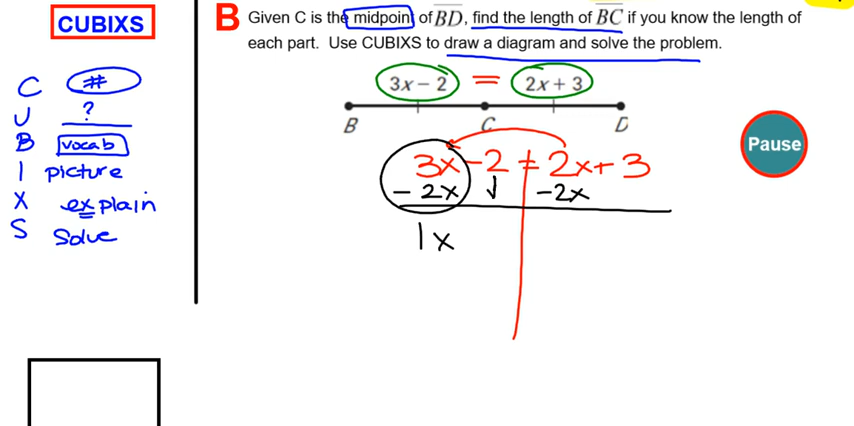 CUBIXS
C #
U ?
B vocab
I picture
X explain
S Solve
B Given C is the midpoint of BD, find the length of BC if you know the length of
each part. Use CUBIXS to draw a diagram and solve the problem.
3x – 2 = 2x + 3
B C D
3x - 2 = 2x + 3
- 2x ↓ - 2x
1x
Pause